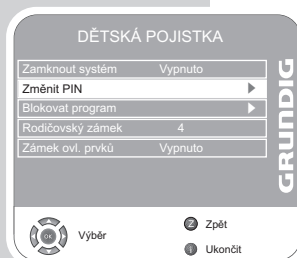 DĚTSKÁ POJISTKA
Zamknout systém Vypnuto
Změnit PIN
Blokovat program
Rodičovský zámek 4
Zámek ovl. prvků Vypnuto
GRUNDIG
OK Výběr
Z Zpět
i Ukončit